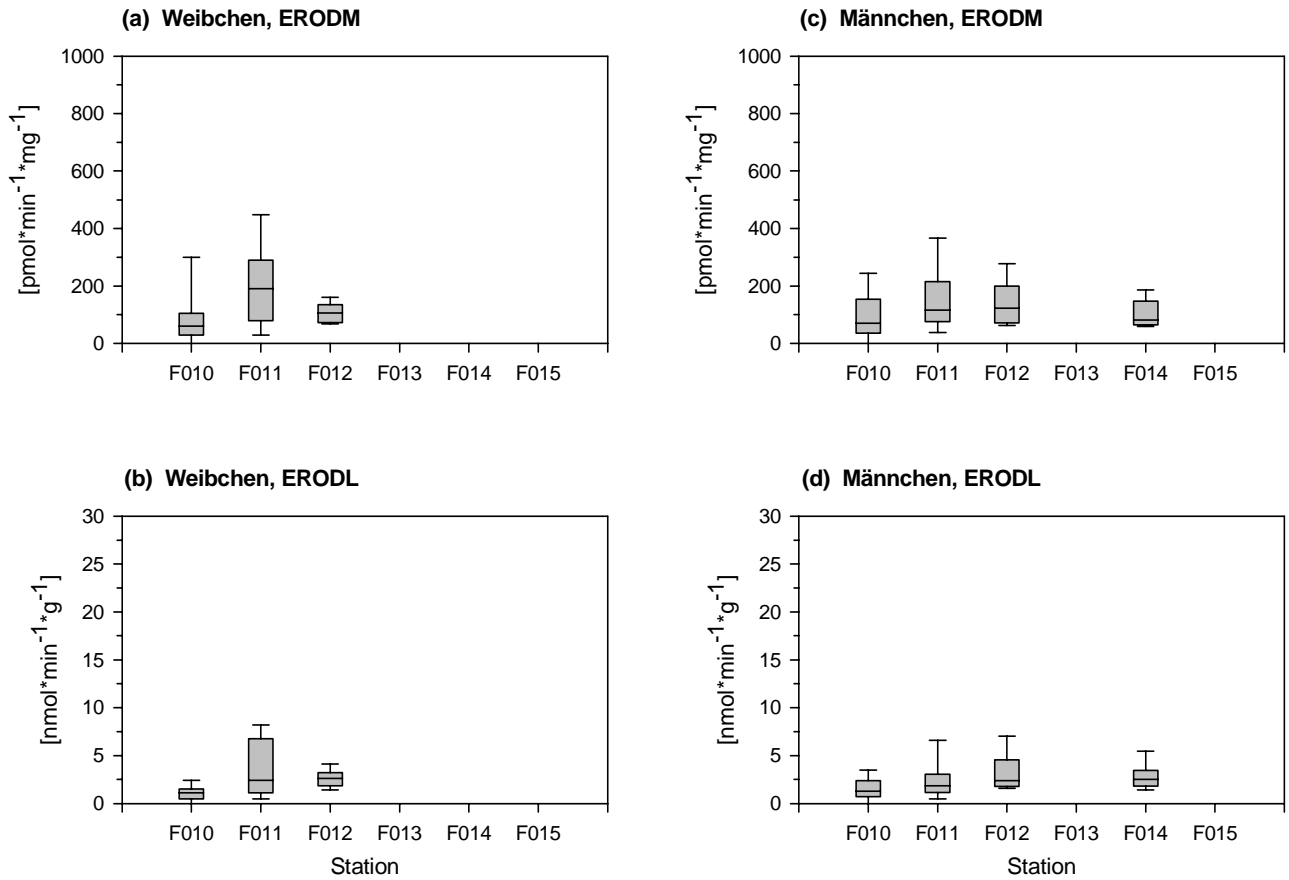 (a) Weibchen, ERODM
1000
800
600
400
200
0
[pmol*min-1*mg-1]
F010 F011 F012 F013 F014 F015
(c) Männchen, ERODM
1000
800
600
400
200
0
[pmol*min-1*mg-1]
F010 F011 F012 F013 F014 F015
(b) Weibchen, ERODL
30
25
20
15
10
5
0
[nmol*min-1*g-1]
F010 F011 F012 F013 F014 F015
Station
(d) Männchen, ERODL
30
25
20
15
10
5
0
[nmol*min-1*g-1]
F010 F011 F012 F013 F014 F015
Station